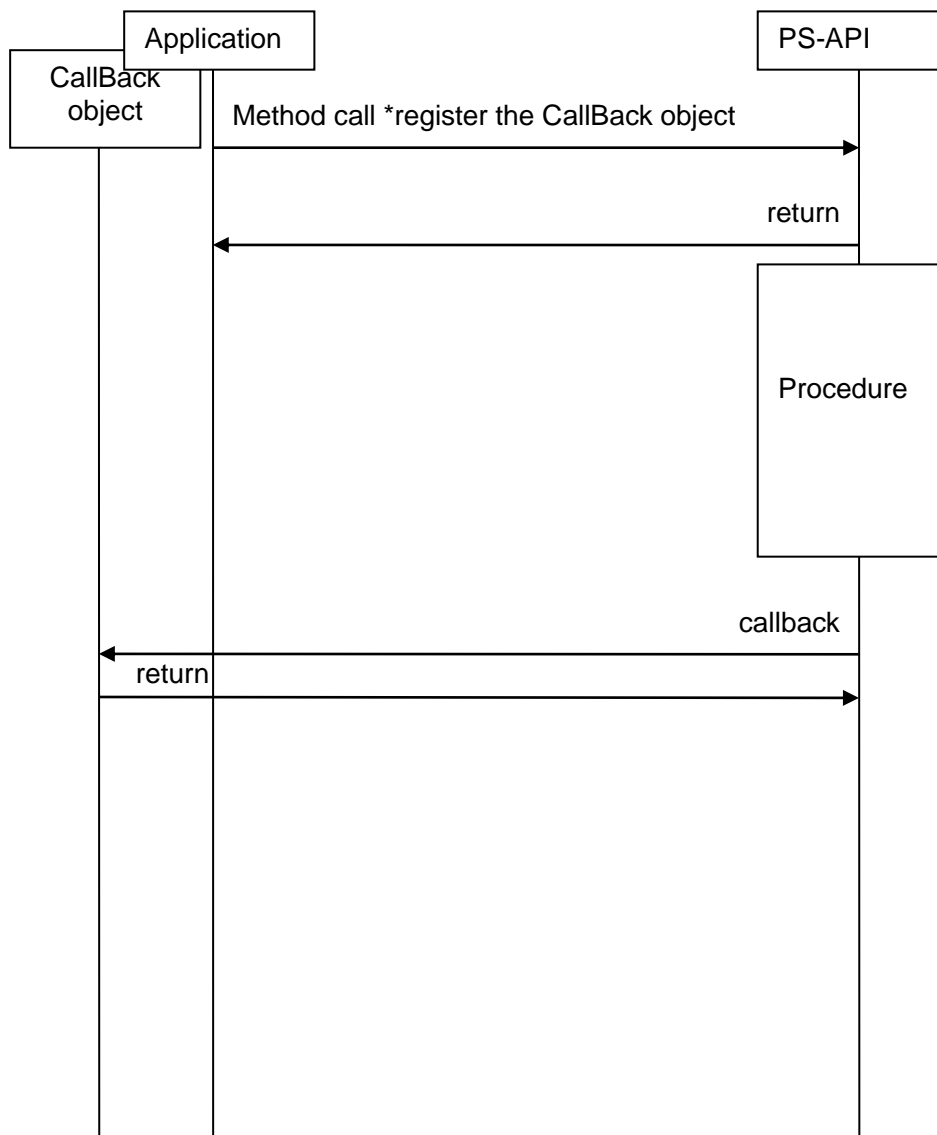 Application
PS-API
CallBack
object
Method call *register the CallBack object
return
Procedure
callback
return